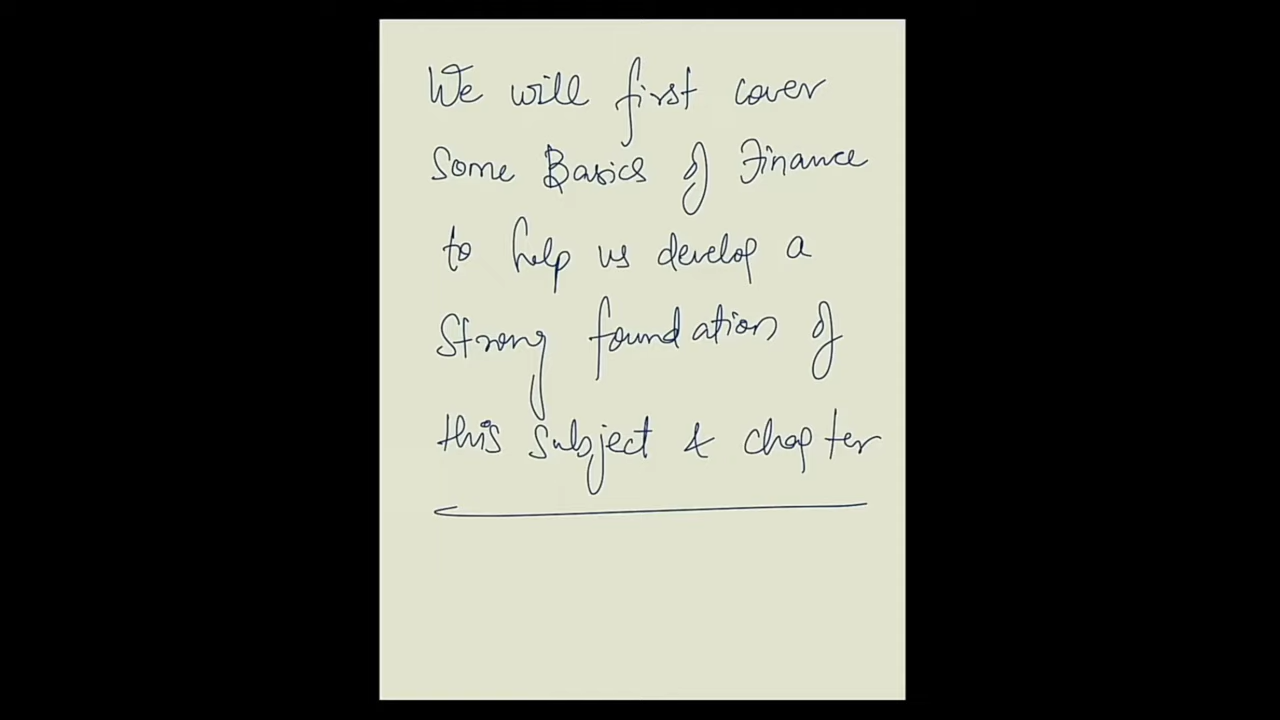 We will first cover
Some Basics of Finance
to help us develop a
Strong foundation of
this subject & chapter